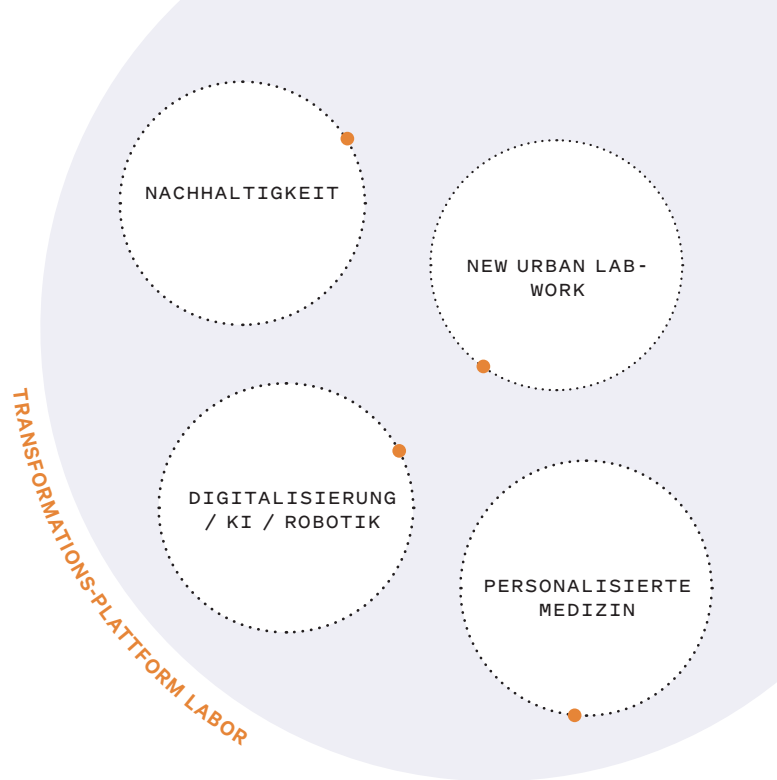 NACHHALTIGKEIT
NEW URBAN LAB-
WORK
DIGITALISIERUNG
/ KI / ROBOTIK
PERSONALISIERTE
MEDIZIN
TRANSFORMATIONS-PLATTFORM LABOR